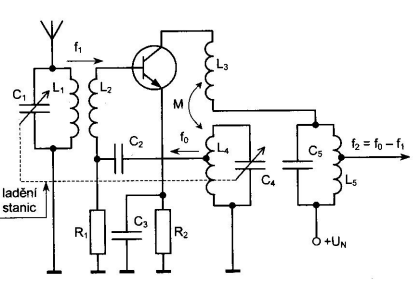 f₁
C₁
L₁
L₂
L₃
M
C₂
f₀
L₄
C₄
C₅
L₅
f₂ = f₀ – f₁
ladění
stanic
R₁
C₃
R₂
+U_N